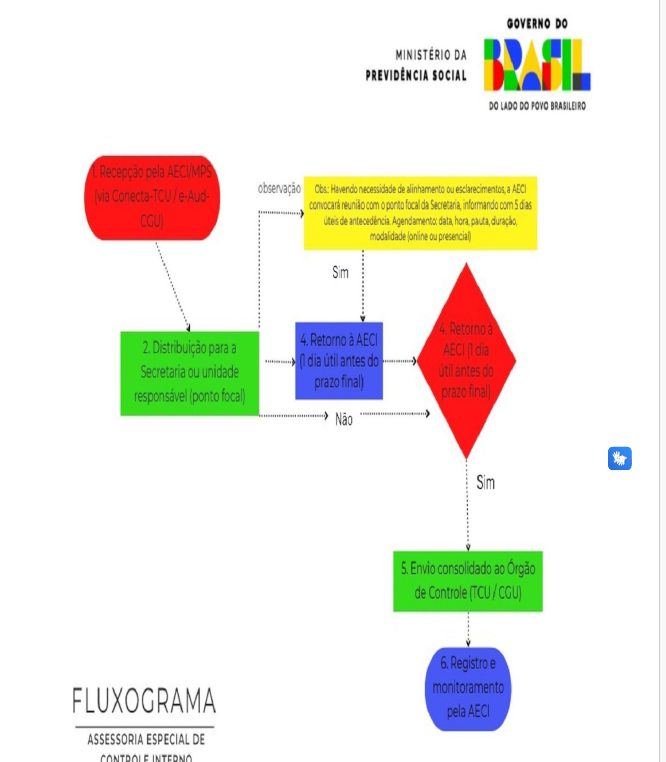 GOVERNO DO
BRASIL
DO LADO DO POVO BRASILEIRO
MINISTÉRIO DA
PREVIDÊNCIA SOCIAL
1. Recepção pela AECI/MPS
(via Conecta-TCU / e-Aud-
CGU)
observação
Obs.: Havendo necessidade de alinhamento ou esclarecimentos, a AECI
convocará reunião com o ponto focal da Secretaria, informando com 5 dias
úteis de antecedência. Agendamento: data, hora, pauta, duração,
modalidade (online ou presencial)
Sim
2. Distribuição para a
Secretaria ou unidade
responsável (ponto focal)
4. Retorno à AECI
(1 dia útil antes do
prazo final)
4. Retorno à
AECI (1 dia
útil antes do
prazo final)
Não
Sim
5. Envio consolidado ao Órgão
de Controle (TCU / CGU)
6. Registro e
monitoramento
pela AECI
FLUXOGRAMA
ASSESSORIA ESPECIAL DE
CONTROLE INTERNO